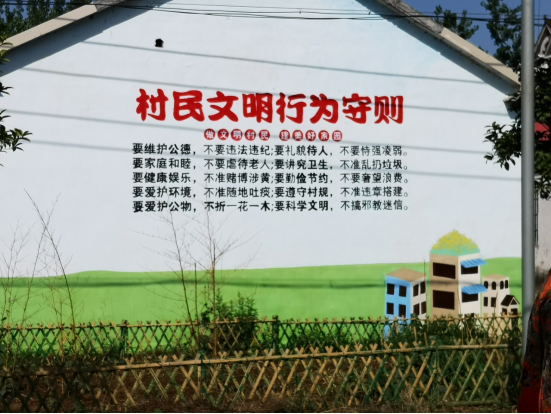 村民文明行为守则
做文明村民 建美好家园
要维护公德，不要违法违纪;要礼貌待人，不要恃强凌弱。
要家庭和睦，不要虐待老人;要讲究卫生，不准乱扔垃圾。
要健康娱乐，不准赌博涉黄;要勤俭节约，不要奢望浪费。
要爱护环境，不准随地吐痰;要遵守村规，不准违章搭建。
要爱护公物，不折一花一木;要科学文明，不搞邪教迷信。